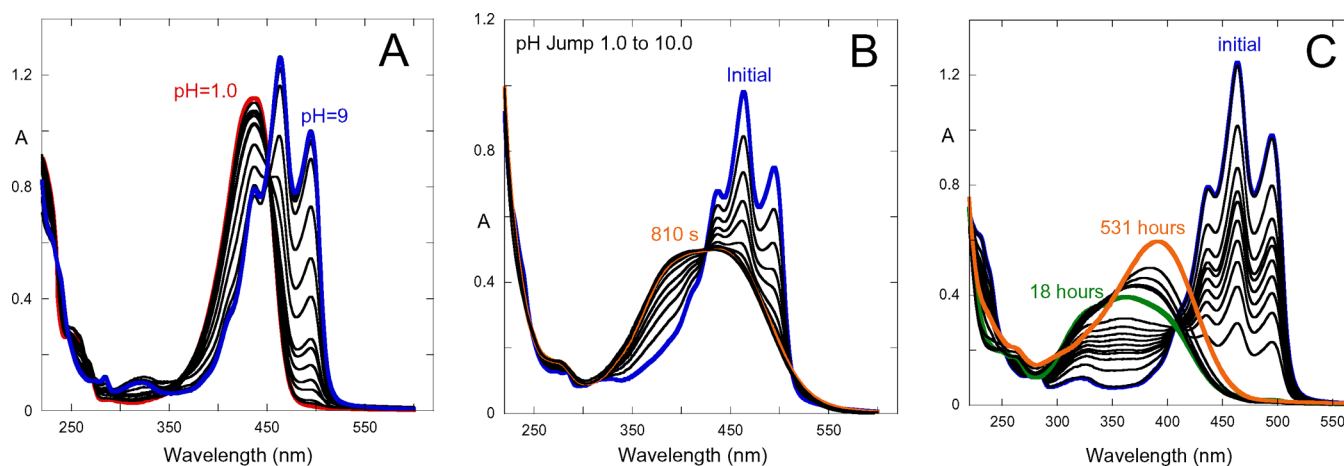 A
pH=1.0
pH=9
1.2
0.8
0.4
0
A
250
350
450
550
Wavelength (nm)
B
pH Jump 1.0 to 10.0
Initial
810 s
1.2
0.8
0.4
0
A
250
350
450
550
Wavelength (nm)
C
initial
531 hours
18 hours
1.2
0.8
0.4
0
A
250
300
350
400
450
500
550
Wavelength (nm)